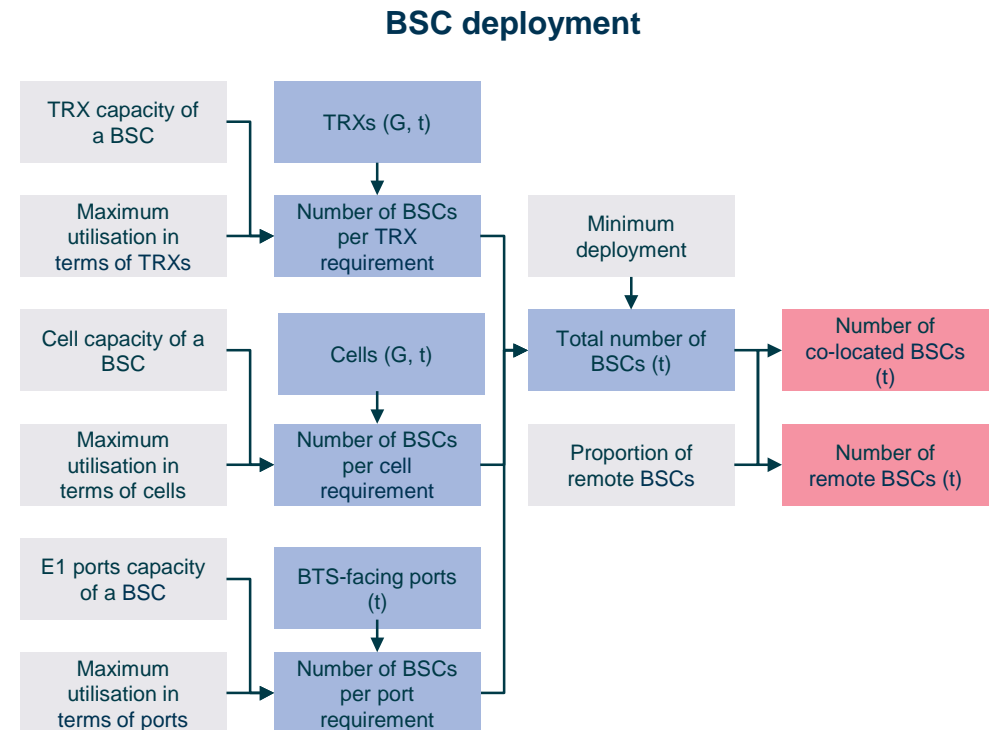 BSC deployment
TRX capacity of
a BSC
TRXs (G, t)
Maximum
utilisation in
terms of TRXs
Number of BSCs
per TRX
requirement
Minimum
deployment
Cell capacity of a
BSC
Cells (G, t)
Total number of
BSCs (t)
Number of
co-located BSCs
(t)
Maximum
utilisation in
terms of cells
Number of BSCs
per cell
requirement
Proportion of
remote BSCs
Number of
remote BSCs (t)
E1 ports capacity
of a BSC
BTS-facing ports
(t)
Maximum
utilisation in
terms of ports
Number of BSCs
per port
requirement